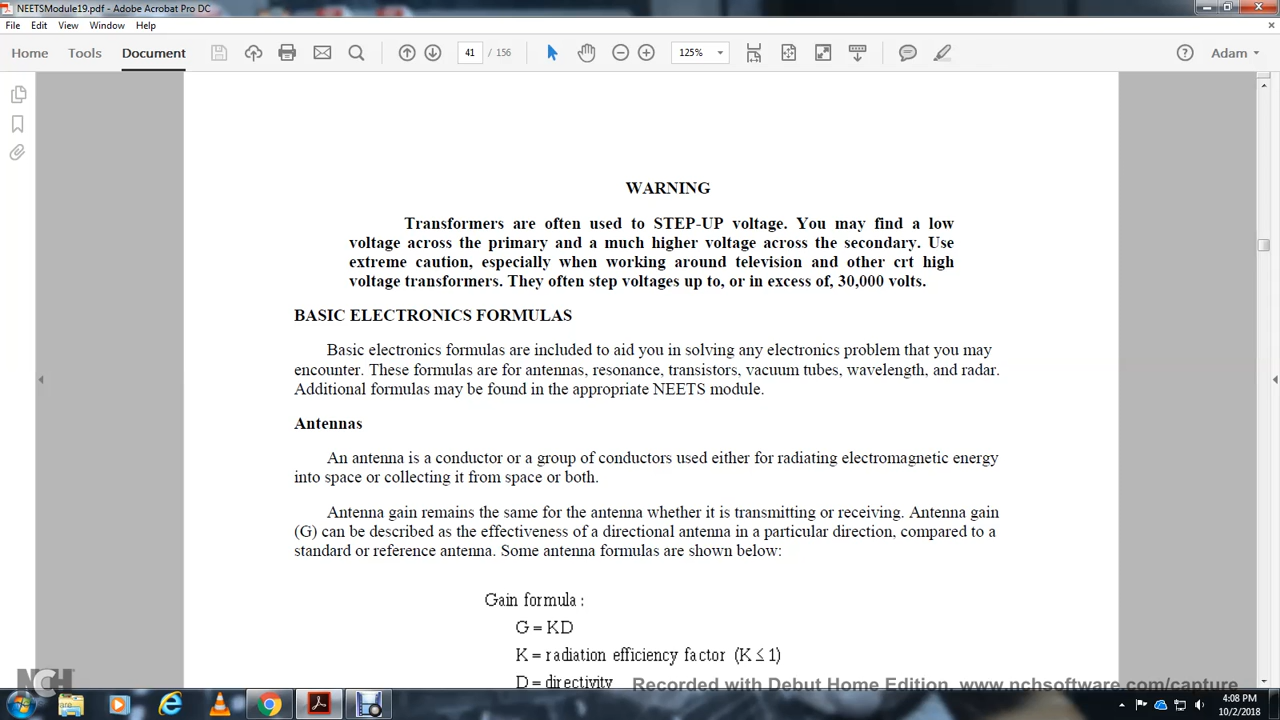 NEETSModule19.pdf - Adobe Acrobat Pro DC
File Edit View Window Help
Home Tools Document 41 / 156 125% Adam
WARNING
Transformers are often used to STEP-UP voltage. You may find a low
voltage across the primary and a much higher voltage across the secondary. Use
extreme caution, especially when working around television and other crt high
voltage transformers. They often step voltages up to, or in excess of, 30,000 volts.
BASIC ELECTRONICS FORMULAS
Basic electronics formulas are included to aid you in solving any electronics problem that you may
encounter. These formulas are for antennas, resonance, transistors, vacuum tubes, wavelength, and radar.
Additional formulas may be found in the appropriate NEETS module.
Antennas
An antenna is a conductor or a group of conductors used either for radiating electromagnetic energy
into space or collecting it from space or both.
Antenna gain remains the same for the antenna whether it is transmitting or receiving. Antenna gain
(G) can be described as the effectiveness of a directional antenna in a particular direction, compared to a
standard or reference antenna. Some antenna formulas are shown below:
Gain formula :
G = KD
K = radiation efficiency factor (K ≤ 1)
D = directivity
Recorded with Debut Home Edition. www.nchsoftware.com/capture
NCH
4:08 PM
10/2/2018